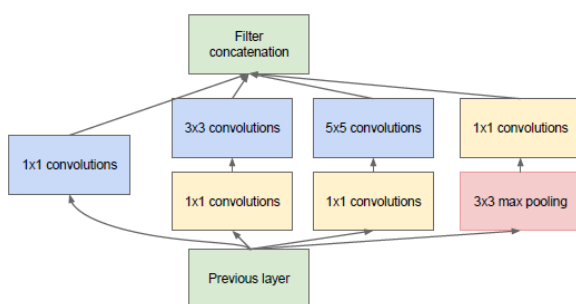 Filter
concatenation
3x3 convolutions
5x5 convolutions
1x1 convolutions
1x1 convolutions
1x1 convolutions
1x1 convolutions
3x3 max pooling
Previous layer